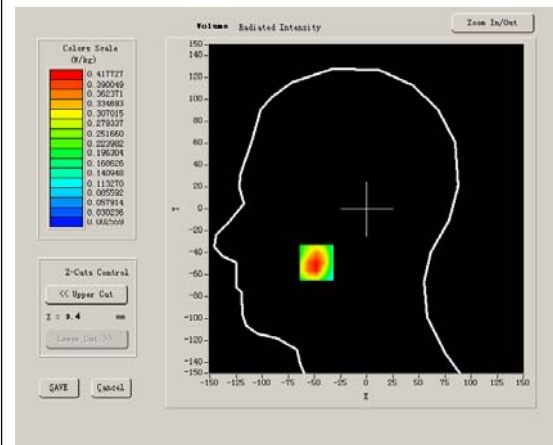 Volume Radiated Intensity
Zoom In/Out
Colors Scale
(W/kg)
0.417727
0.390049
0.362371
0.334693
0.307015
0.279337
0.251660
0.223982
0.196304
0.168626
0.140948
0.113270
0.085592
0.057914
0.030236
0.002559
Z-Cuts Control
<< Upper Cut
Z = 3.4 mm
Lower Cut >>
SAVE
Cancel
150
140
120
100
80
60
40
20
0
-20
-40
-60
-80
-100
-120
-140
-150
Y
-150 -125 -100 -75 -50 -25 0 25 50 75 100 125 150
X